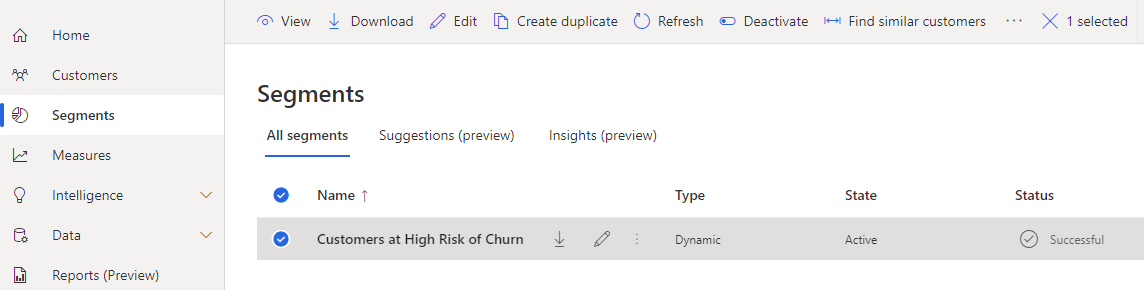 View Download Edit Create duplicate Refresh Deactivate Find similar customers ... 1 selected
Home
Customers
Segments
Measures
Intelligence
Data
Reports (Preview)
Segments
All segments Suggestions (preview) Insights (preview)
Name ↑ Type State Status
Customers at High Risk of Churn Dynamic Active Successful